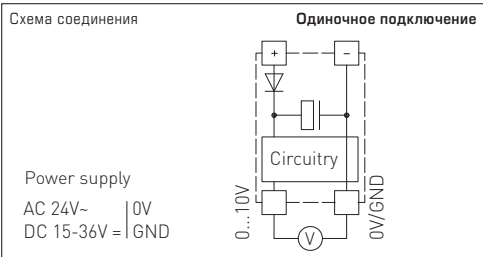 Схема соединения
Одиночное подключение
+ −
Circuitry
Power supply
AC 24V~ | 0V
DC 15-36V = | GND
0...10V
0V/GND
V